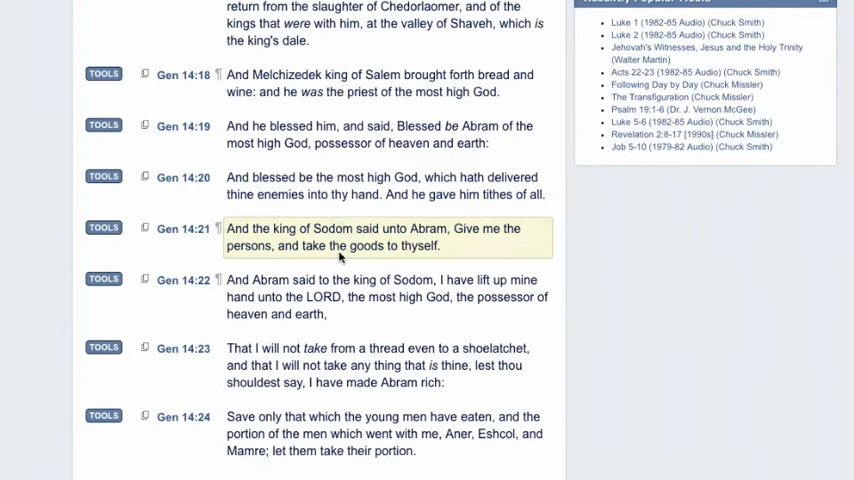 return from the slaughter of Chedorlaomer, and of the
kings that were with him, at the valley of Shaveh, which is
the king's dale.
TOOLS Gen 14:18 ¶ And Melchizedek king of Salem brought forth bread and
wine: and he was the priest of the most high God.
TOOLS Gen 14:19 And he blessed him, and said, Blessed be Abram of the
most high God, possessor of heaven and earth:
TOOLS Gen 14:20 And blessed be the most high God, which hath delivered
thine enemies into thy hand. And he gave him tithes of all.
TOOLS Gen 14:21 ¶ And the king of Sodom said unto Abram, Give me the
persons, and take the goods to thyself.
TOOLS Gen 14:22 ¶ And Abram said to the king of Sodom, I have lift up mine
hand unto the LORD, the most high God, the possessor of
heaven and earth,
TOOLS Gen 14:23 That I will not take from a thread even to a shoelatchet,
and that I will not take any thing that is thine, lest thou
shouldest say, I have made Abram rich:
TOOLS Gen 14:24 Save only that which the young men have eaten, and the
portion of the men which went with me, Aner, Eshcol, and
Mamre; let them take their portion.
Luke 1 (1982-85 Audio) (Chuck Smith)
Luke 2 (1982-85 Audio) (Chuck Smith)
Jehovah's Witnesses, Jesus and the Holy Trinity
(Walter Martin)
Acts 22-23 (1982-85 Audio) (Chuck Smith)
Following Day by Day (Chuck Missler)
The Transfiguration (Chuck Missler)
Psalm 19:1-6 (Dr. J. Vernon McGee)
Luke 5-6 (1982-85 Audio) (Chuck Smith)
Revelation 2:8-17 [1990s] (Chuck Missler)
Job 5-10 (1979-82 Audio) (Chuck Smith)